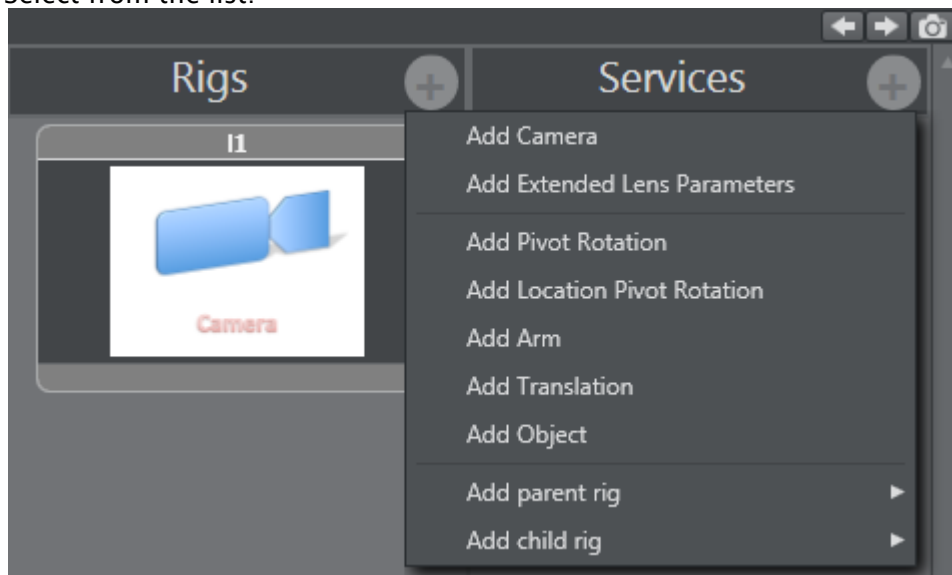 Select from the list.
Rigs
Services
I1
Camera
Add Camera
Add Extended Lens Parameters
Add Pivot Rotation
Add Location Pivot Rotation
Add Arm
Add Translation
Add Object
Add parent rig
Add child rig